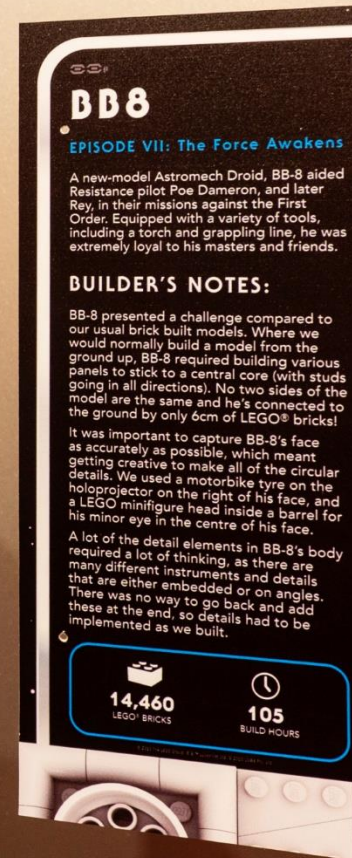 BB8
EPISODE VII: The Force Awakens
A new-model Astromech Droid, BB-8 aided
Resistance pilot Poe Dameron, and later
Rey, in their missions against the First
Order. Equipped with a variety of tools,
including a torch and grappling line, he was
extremely loyal to his masters and friends.
BUILDER'S NOTES:
BB-8 presented a challenge compared to
our usual brick built models. Where we
would normally build a model from the
ground up, BB-8 required building various
panels to stick to a central core (with studs
going in all directions). No two sides of the
model are the same and he's connected to
the ground by only 6cm of LEGO® bricks!
It was important to capture BB-8's face
as accurately as possible, which meant
getting creative to make all of the circular
details. We used a motorbike tyre on the
holoprojector on the right of his face, and
a LEGO minifigure head inside a barrel for
his minor eye in the centre of his face.
A lot of the detail elements in BB-8's body
required a lot of thinking, as there are
many different instruments and details
that are either embedded or on angles.
There was no way to go back and add
these at the end, so details had to be
implemented as we built.
14,460
LEGO® BRICKS
105
BUILD HOURS